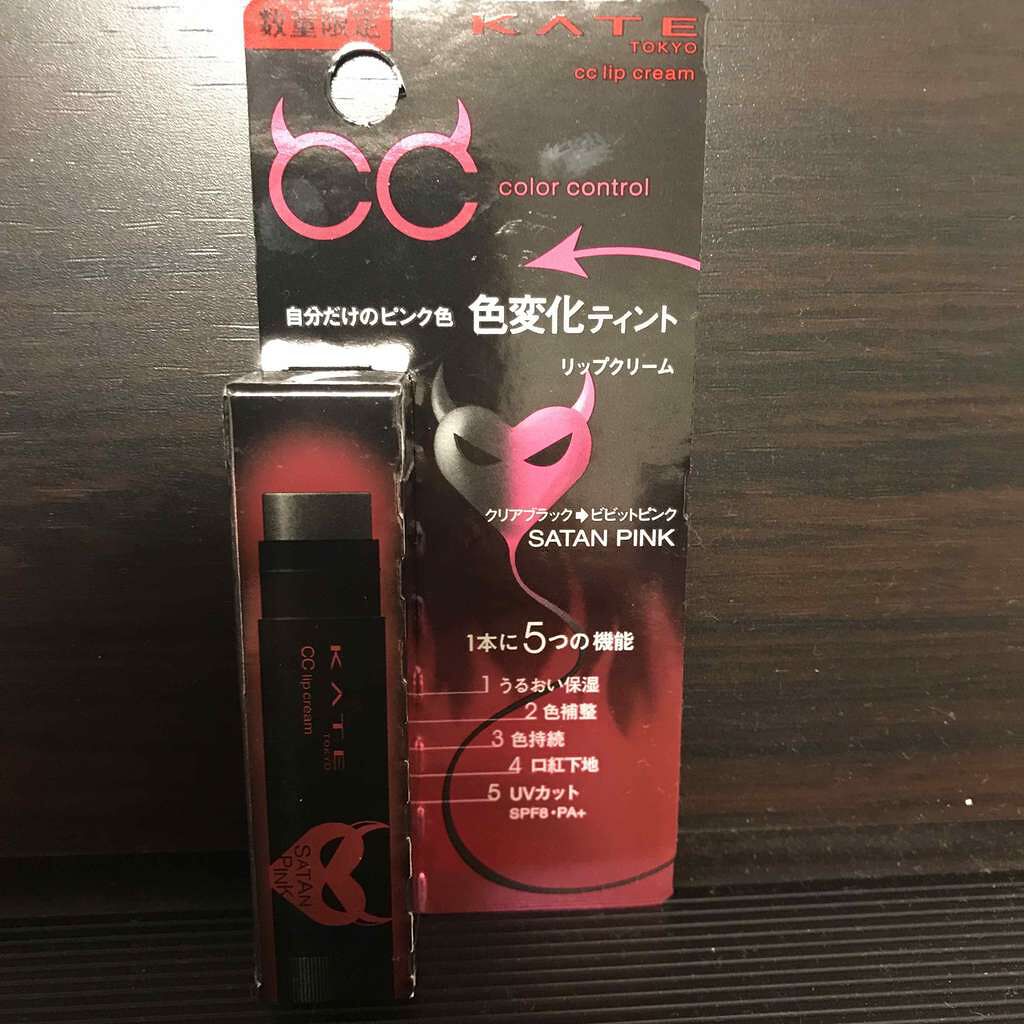 数量限定
KATE
TOKYO
cc lip cream
CC color control
自分だけのピンク色 色変化ティント
リップクリーム
クリアブラック➡ビビットピンク
SATAN PINK
1本に5つの機能
1 うるおい保湿
2 色補整
3 色持続
4 口紅下地
5 UVカット
SPF8・PA+
KATE
TOKYO
CC lip cream
SATAN
PINK